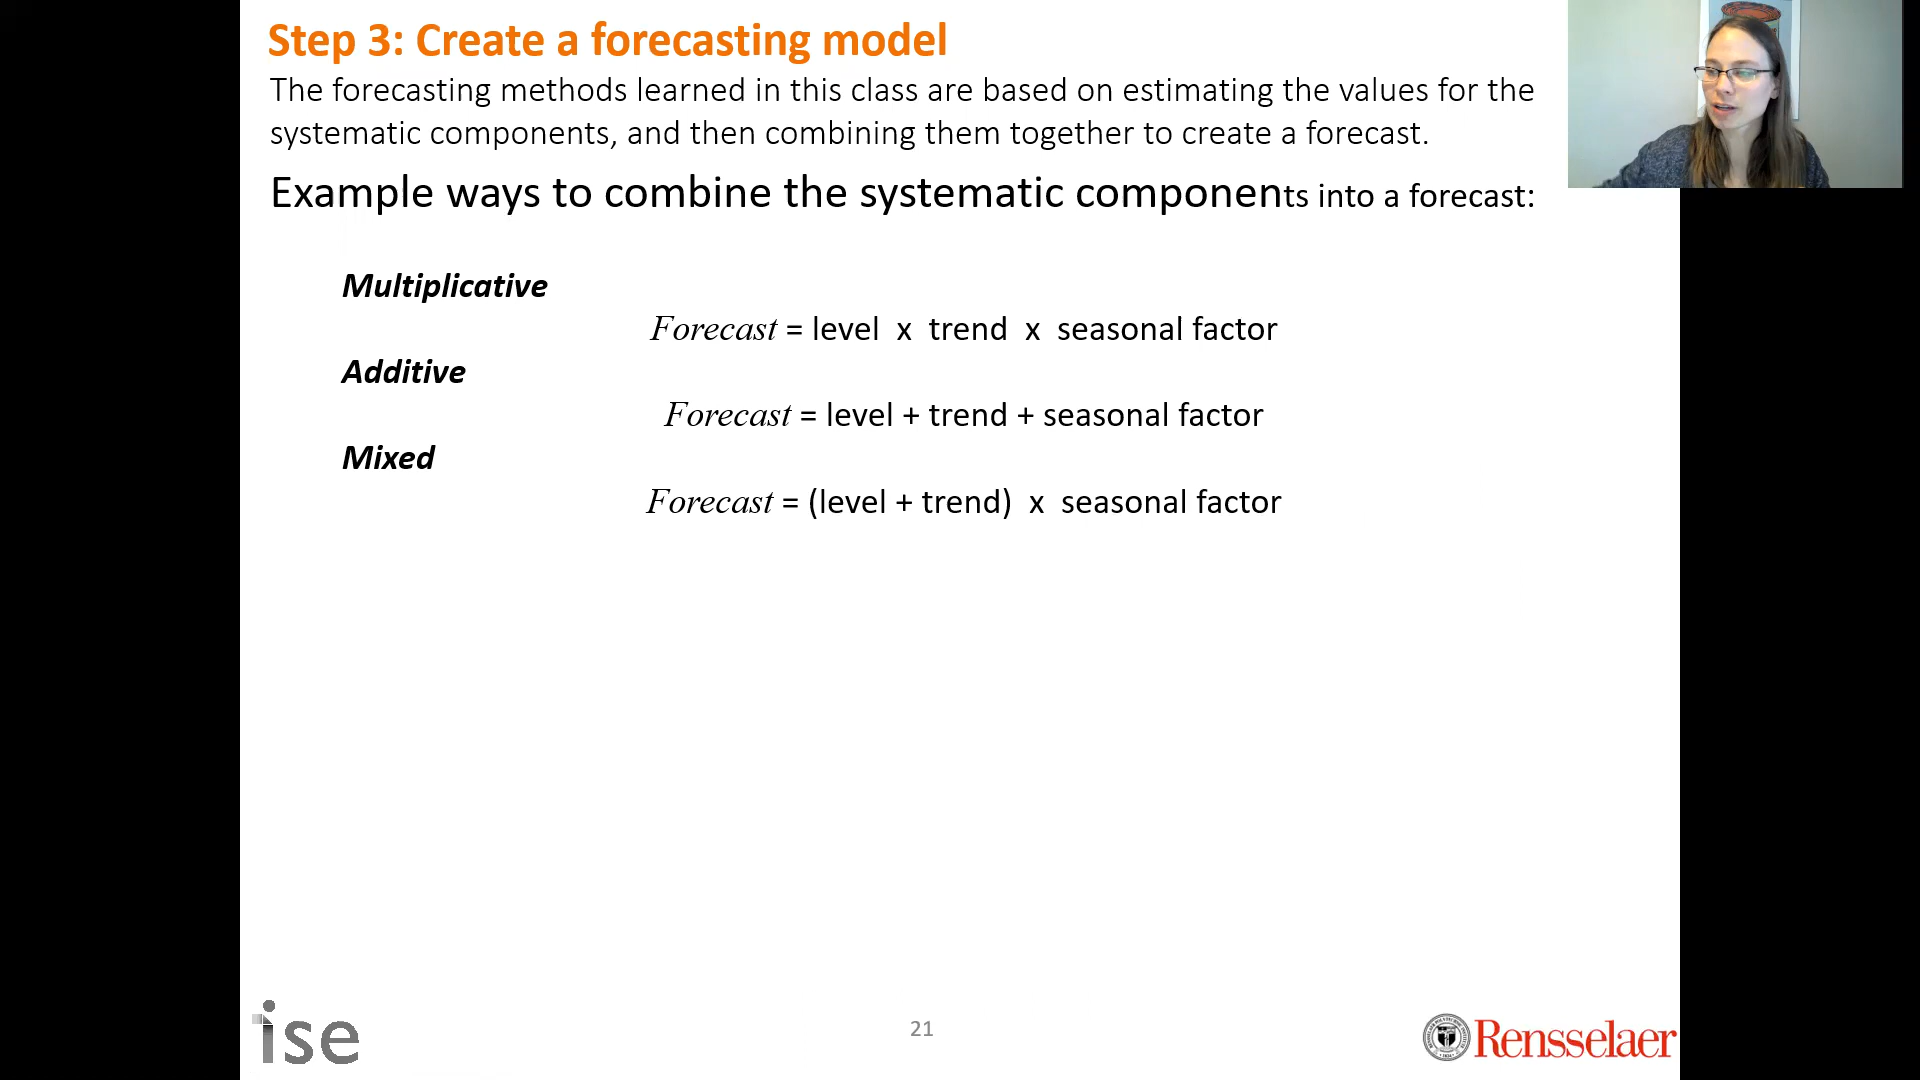 Step 3: Create a forecasting model
The forecasting methods learned in this class are based on estimating the values for the
systematic components, and then combining them together to create a forecast.
Example ways to combine the systematic components into a forecast:
Multiplicative
Forecast = level x trend x seasonal factor
Additive
Forecast = level + trend + seasonal factor
Mixed
Forecast = (level + trend) x seasonal factor
ise
21
Rensselaer